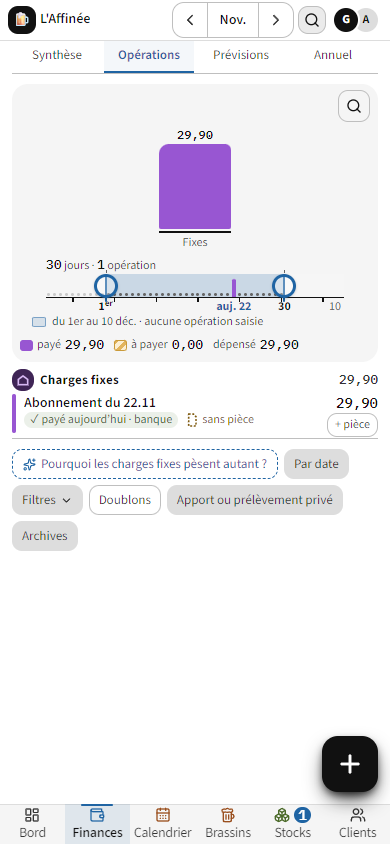 L'Affinée
Nov.
G
A
Synthèse
Opérations
Prévisions
Annuel
29,90
Fixes
30 jours · 1 opération
1er
auj. 22
30
10
du 1er au 10 déc. · aucune opération saisie
payé 29,90
à payer 0,00
dépensé 29,90
Charges fixes
29,90
Abonnement du 22.11
29,90
✓ payé aujourd'hui · banque
sans pièce
+ pièce
Pourquoi les charges fixes pèsent autant ?
Par date
Filtres
Doublons
Apport ou prélèvement privé
Archives
+
Bord
Finances
Calendrier
Brassins
1
Stocks
Clients